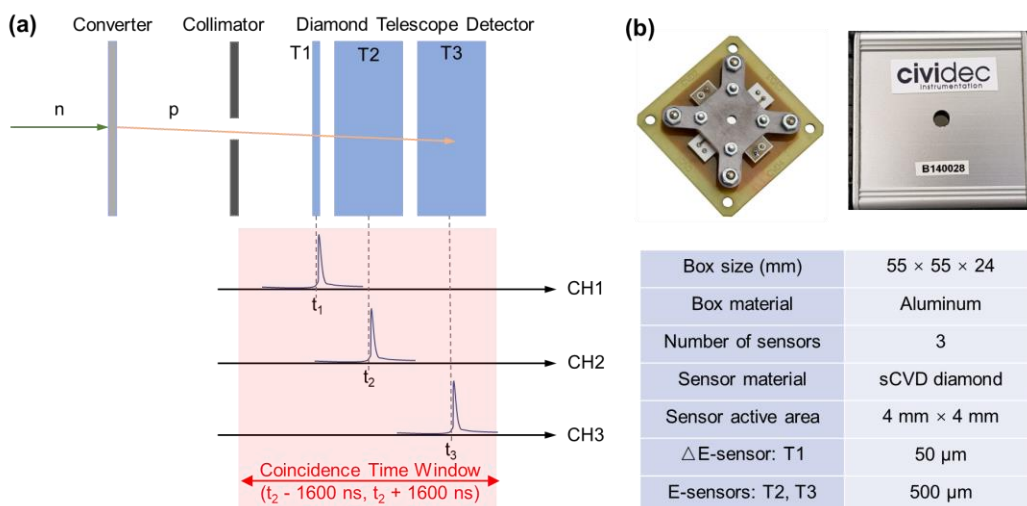 (a)
Converter
Collimator
Diamond Telescope Detector
T1
T2
T3
n
p
CH1
t₁
CH2
t₂
CH3
t₃
Coincidence Time Window
(t₂ - 1600 ns, t₂ + 1600 ns)
(b)
cividec
instrumentation
B140028
Box size (mm) 55 × 55 × 24
Box material Aluminum
Number of sensors 3
Sensor material sCVD diamond
Sensor active area 4 mm × 4 mm
△E-sensor: T1 50 μm
E-sensors: T2, T3 500 μm